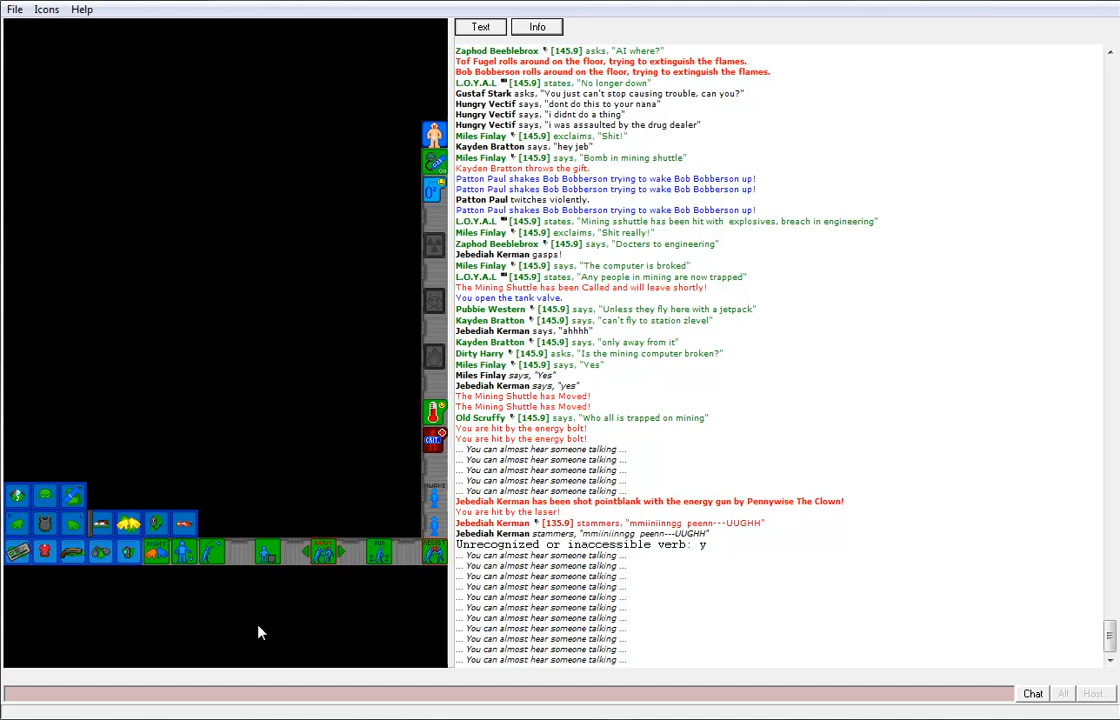 File Icons Help
Text Info
Zaphod Beeblebrox [145.9] asks, "AI where?"
Tof Fugel rolls around on the floor, trying to extinguish the flames.
Bob Bobberson rolls around on the floor, trying to extinguish the flames.
L.O.Y.A.L [145.9] states, "No longer down"
Gustaf Stark asks, "You just can't stop causing trouble, can you?"
Hungry Vectif says, "dont do this to your nana"
Hungry Vectif says, "i didnt do a thing"
Hungry Vectif says, "i was assaulted by the drug dealer"
Miles Finlay [145.9] exclaims, "Shit!"
Kayden Bratton says, "hey jeb"
Miles Finlay [145.9] says, "Bomb in mining shuttle"
Kayden Bratton throws the gift.
Patton Paul shakes Bob Bobberson trying to wake Bob Bobberson up!
Patton Paul shakes Bob Bobberson trying to wake Bob Bobberson up!
Patton Paul twitches violently.
Patton Paul shakes Bob Bobberson trying to wake Bob Bobberson up!
L.O.Y.A.L [145.9] states, "Mining sshuttle has been hit with explosives, breach in engineering"
Miles Finlay [145.9] exclaims, "Shit really!"
Zaphod Beeblebrox [145.9] says, "Docters to engineering"
Jebediah Kerman gasps!
Miles Finlay [145.9] says, "The computer is broked"
L.O.Y.A.L [145.9] states, "Any people in mining are now trapped"
The Mining Shuttle has been Called and will leave shortly!
You open the tank valve.
Pubbie Western [145.9] says, "Unless they fly here with a jetpack"
Kayden Bratton [145.9] says, "can't fly to station zlevel"
Jebediah Kerman says, "ahhhh"
Kayden Bratton [145.9] says, "only away from it"
Dirty Harry [145.9] asks, "Is the mining computer broken?"
Miles Finlay [145.9] says, "Yes"
Miles Finlay says, "Yes"
Jebediah Kerman says, "yes"
The Mining Shuttle has Moved!
The Mining Shuttle has Moved!
Old Scruffy [145.9] says, "Who all is trapped on mining"
You are hit by the energy bolt!
You are hit by the energy bolt!
... You can almost hear someone talking ...
... You can almost hear someone talking ...
... You can almost hear someone talking ...
... You can almost hear someone talking ...
... You can almost hear someone talking ...
Jebediah Kerman has been shot pointblank with the energy gun by Pennywise The Clown!
You are hit by the laser!
Jebediah Kerman [135.9] stammers, "mmiiniinngg peenn---UUGHH"
Jebediah Kerman stammers, "mmiiniinngg peenn---UUGHH"
Unrecognized or inaccessible verb: y
... You can almost hear someone talking ...
... You can almost hear someone talking ...
... You can almost hear someone talking ...
... You can almost hear someone talking ...
... You can almost hear someone talking ...
... You can almost hear someone talking ...
... You can almost hear someone talking ...
... You can almost hear someone talking ...
... You can almost hear someone talking ...
... You can almost hear someone talking ...
... You can almost hear someone talking ...
CRIT.
RIGHT
RESIST
Chat Alt Host...